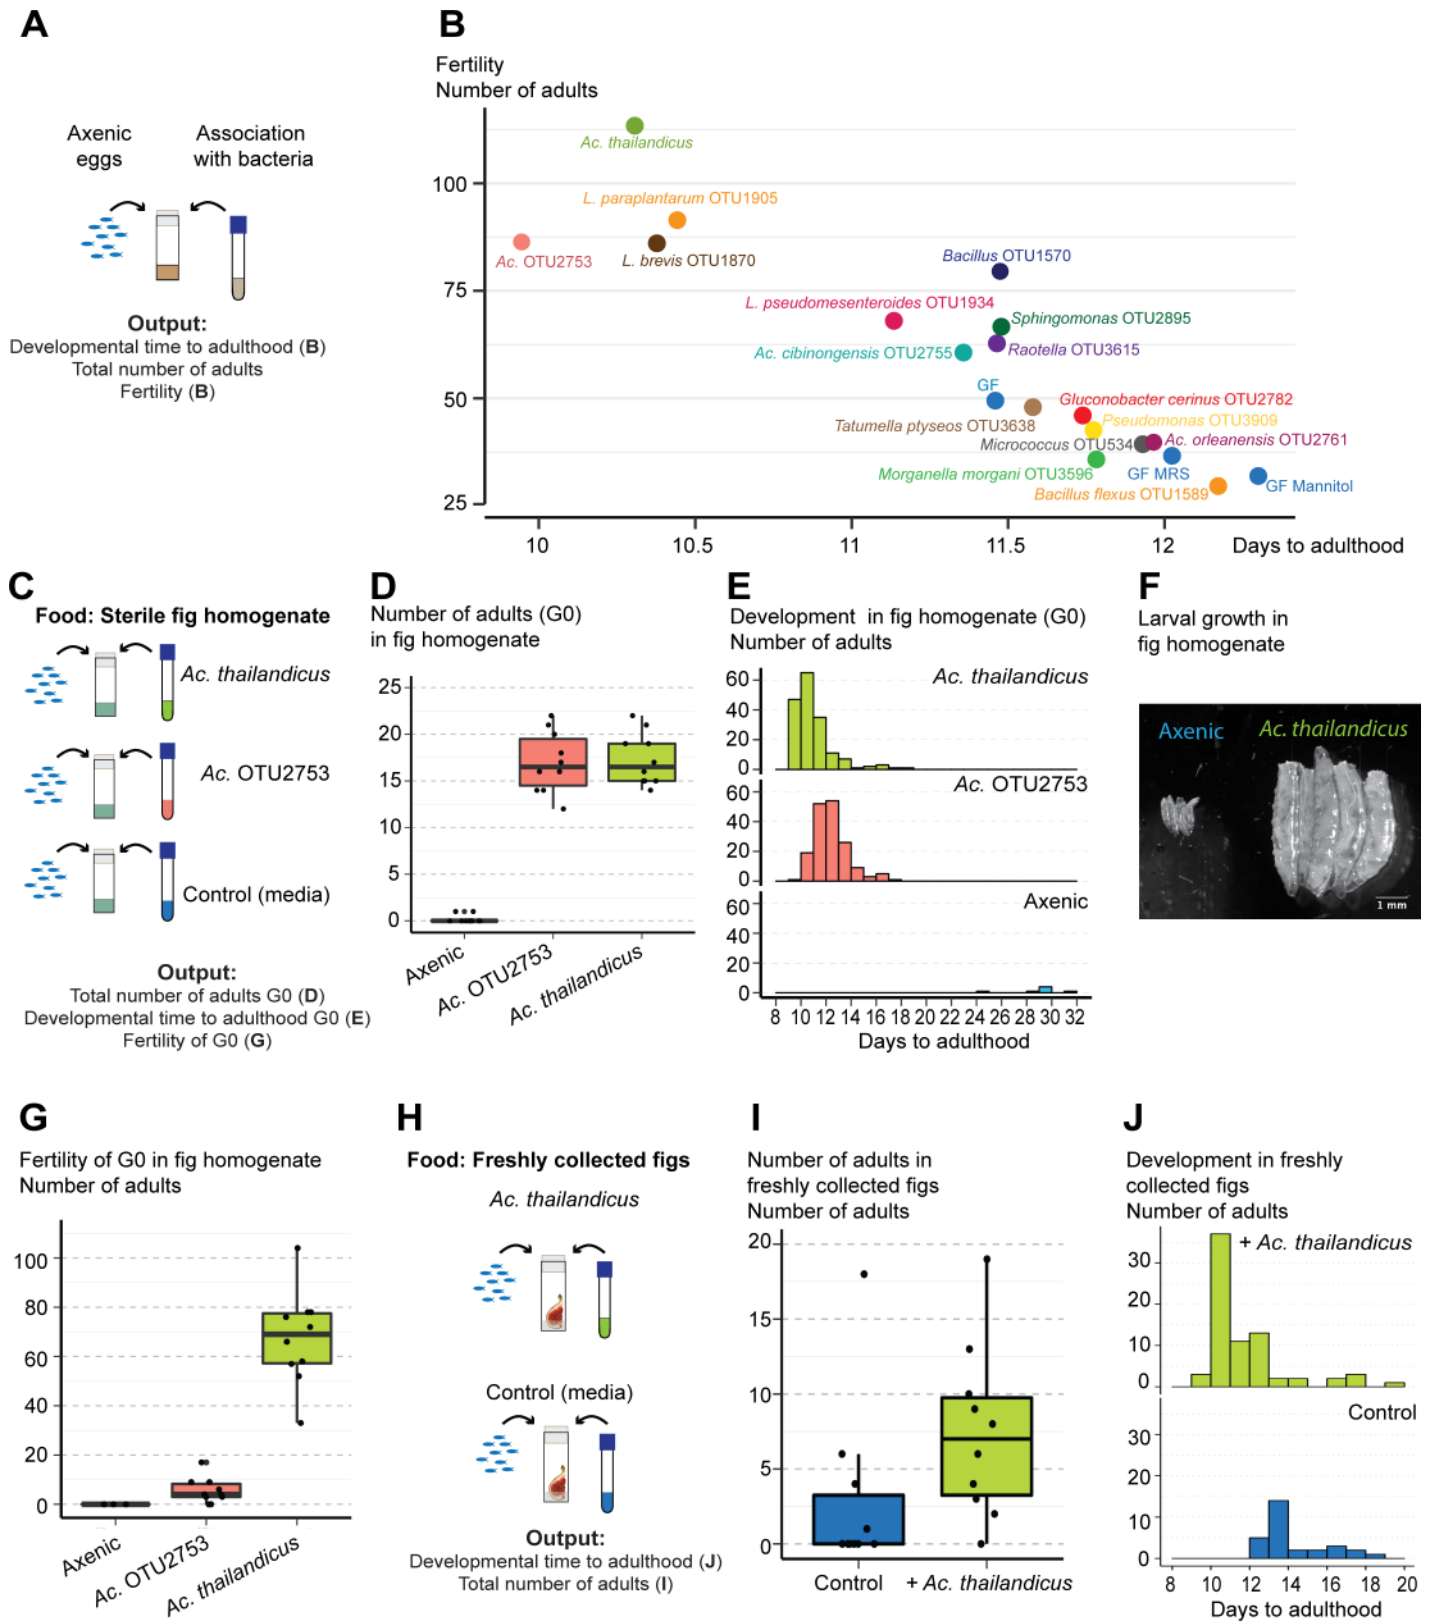 A
Axenic
eggs
Association
with bacteria
Output:
Developmental time to adulthood (B)
Total number of adults
Fertility (B)
B
Fertility
Number of adults
100
75
50
25
Ac. thailandicus
L. paraplantarum OTU1905
Ac. OTU2753
L. brevis OTU1870
Bacillus OTU1570
L. pseudomesenteroides OTU1934
Sphingomonas OTU2895
Ac. cibinongensis OTU2755
Raotella OTU3615
GF
Gluconobacter cerinus OTU2782
Tatumella ptyseos OTU3638
Pseudomonas OTU3909
Micrococcus OTU534
Ac. orleanensis OTU2761
Morganella morgani OTU3596
GF MRS
GF Mannitol
Bacillus flexus OTU1589
10
10.5
11
11.5
12
Days to adulthood
C
Food: Sterile fig homogenate
Ac. thailandicus
Ac. OTU2753
Control (media)
Output:
Total number of adults G0 (D)
Developmental time to adulthood G0 (E)
Fertility of G0 (G)
D
Number of adults (G0)
in fig homogenate
25
20
15
10
5
0
Axenic
Ac. OTU2753
Ac. thailandicus
E
Development in fig homogenate (G0)
Number of adults
Ac. thailandicus
60
40
20
0
Ac. OTU2753
60
40
20
0
Axenic
60
40
20
0
8 10 12 14 16 18 20 22 24 26 28 30 32
Days to adulthood
F
Larval growth in
fig homogenate
Axenic
Ac. thailandicus
1 mm
G
Fertility of G0 in fig homogenate
Number of adults
100
80
60
40
20
0
Axenic
Ac. OTU2753
Ac. thailandicus
H
Food: Freshly collected figs
Ac. thailandicus
Control (media)
Output:
Developmental time to adulthood (J)
Total number of adults (I)
I
Number of adults in
freshly collected figs
Number of adults
20
15
10
5
0
Control
+ Ac. thailandicus
J
Development in freshly
collected figs
Number of adults
+ Ac. thailandicus
30
20
10
0
Control
30
20
10
0
8 10 12 14 16 18 20
Days to adulthood